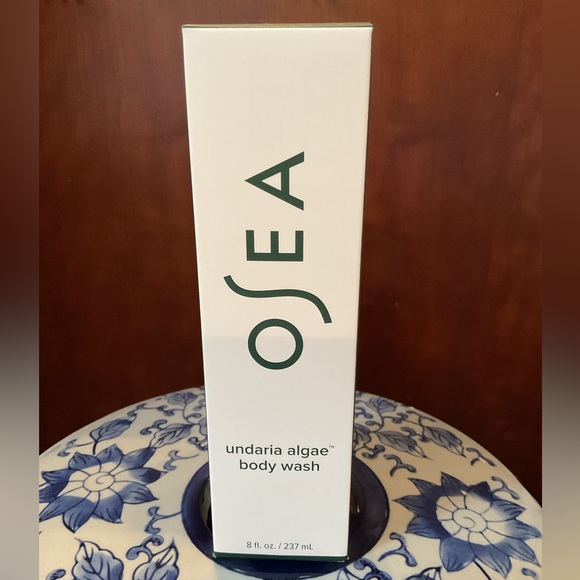 OSEA
undaria algae™
body wash
8 fl. oz. / 237 mL